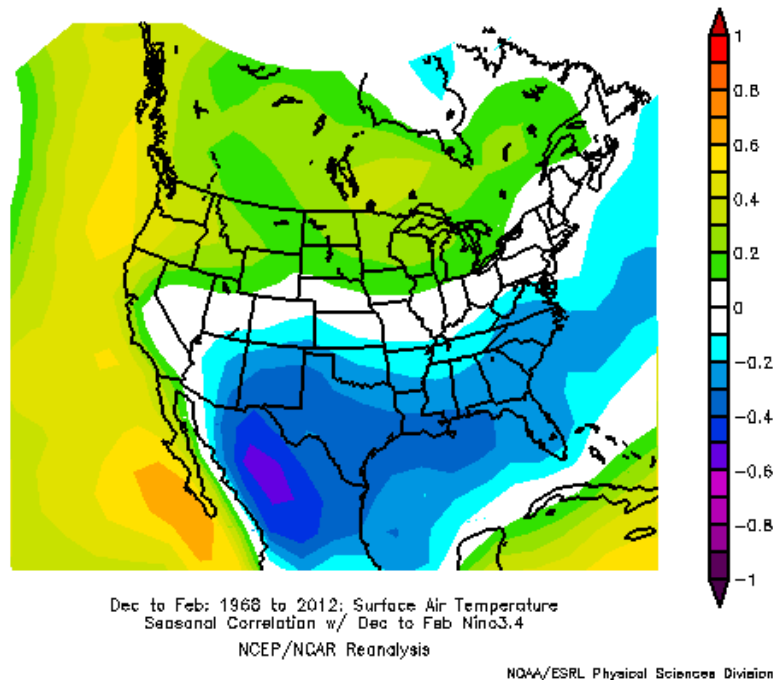 1
0.8
0.6
0.4
0.2
0
-0.2
-0.4
-0.6
-0.8
-1
Dec to Feb: 1968 to 2012: Surface Air Temperature
Seasonal Correlation w/ Dec to Feb Nino3.4
NCEP/NCAR Reanalysis
NOAA/ESRL Physical Sciences Division